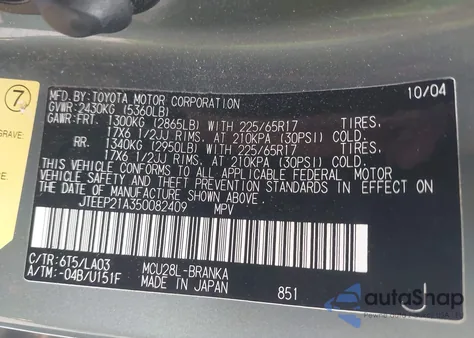 10/04
MFD.BY: TOYOTA MOTOR CORPORATION
GVWR: 2430KG (5360LB)
GAWR: FRT. 1300KG (2865LB) WITH 225/65R17 TIRES,
17X6 1/2JJ RIMS, AT 210KPA (30PSI) COLD.
RR. 1340KG (2950LB) WITH 225/65R17 TIRES,
17X6 1/2JJ RIMS, AT 210KPA (30PSI) COLD.
THIS VEHICLE CONFORMS TO ALL APPLICABLE FEDERAL MOTOR
VEHICLE SAFETY STANDARDS IN EFFECT ON THE DATE OF
MANUFACTURE SHOWN ABOVE.
JTEEP21A350082409 MPV
C/TR: 6T5/LA03 MCU28L-BRANKA
A/TM: -04B/U151F MADE IN JAPAN 851 J
7
GRAVE.
autoAstap